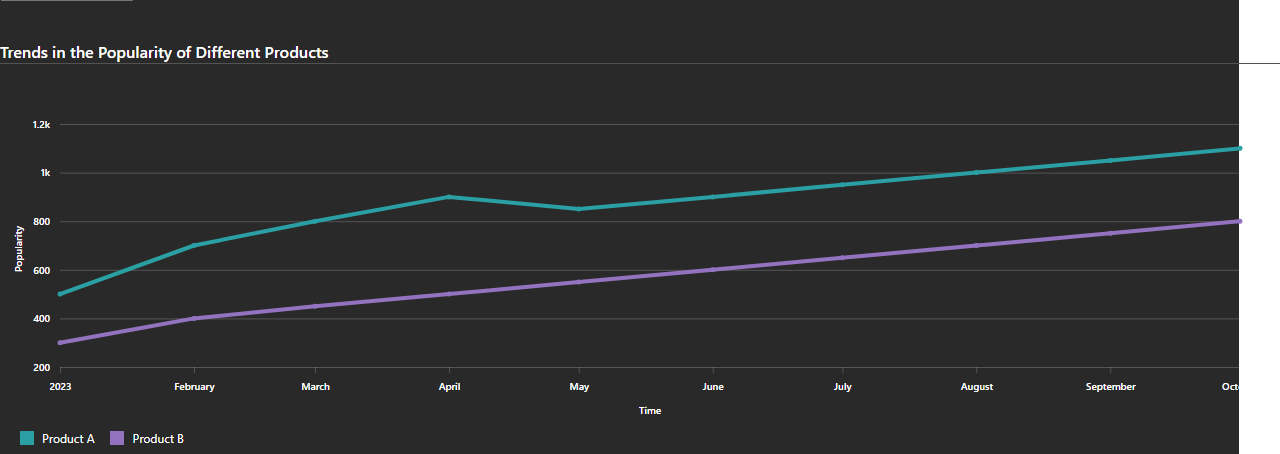 Trends in the Popularity of Different Products
1.2k
1k
800
600
400
200
Popularity
2023 February March April May June July August September Octo
Time
Product A Product B